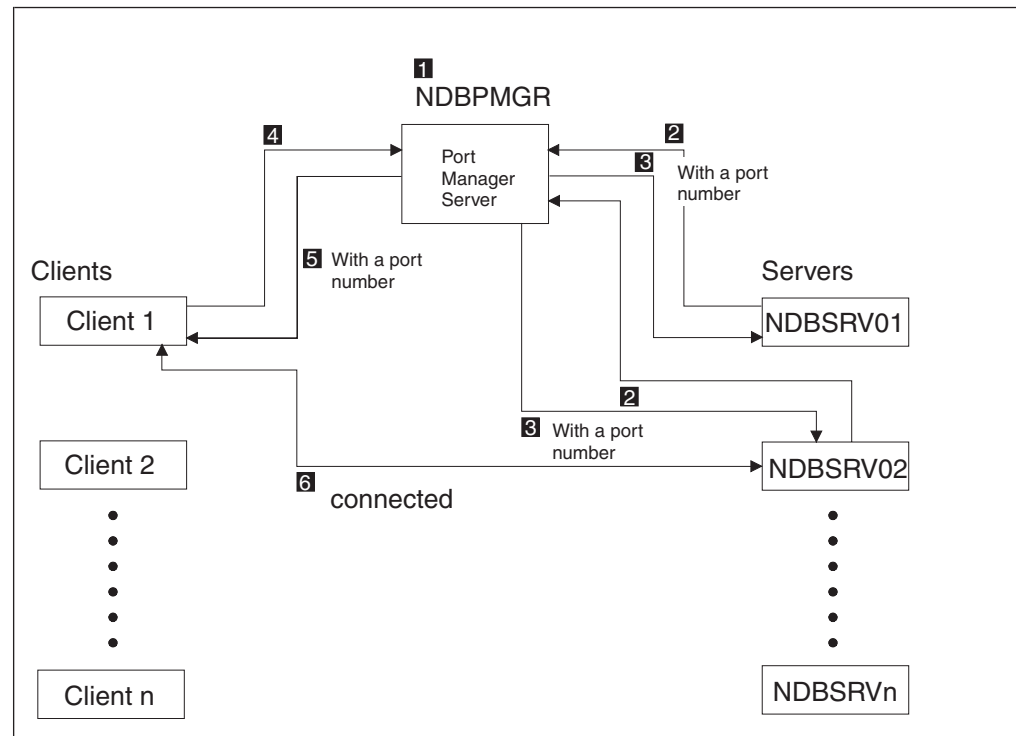 1
NDBPMGR
4
Port
Manager
Server
2
3
With a port
number
5 With a port
number
Clients
Client 1
Servers
NDBSRV01
2
3 With a port
number
Client 2
NDBSRV02
6
connected
Client n
NDBSRVn